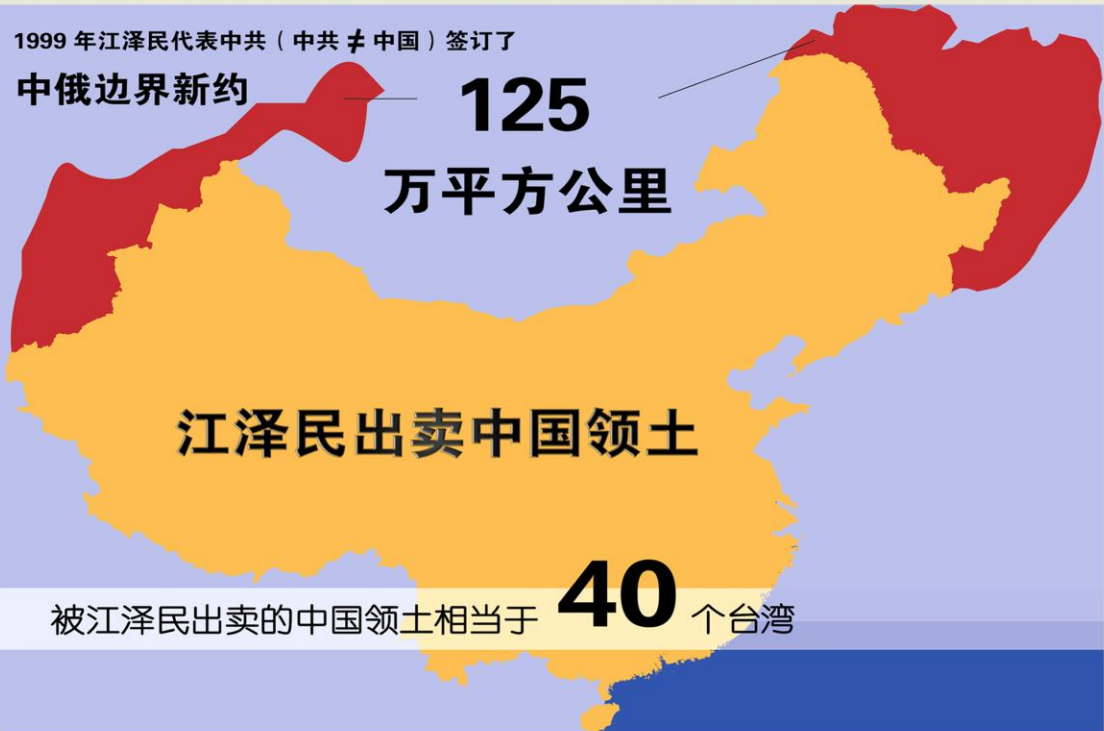 1999 年江泽民代表中共（中共 ≠ 中国）签订了
中俄边界新约
125
万平方公里
江泽民出卖中国领土
被江泽民出卖的中国领土相当于 40 个台湾